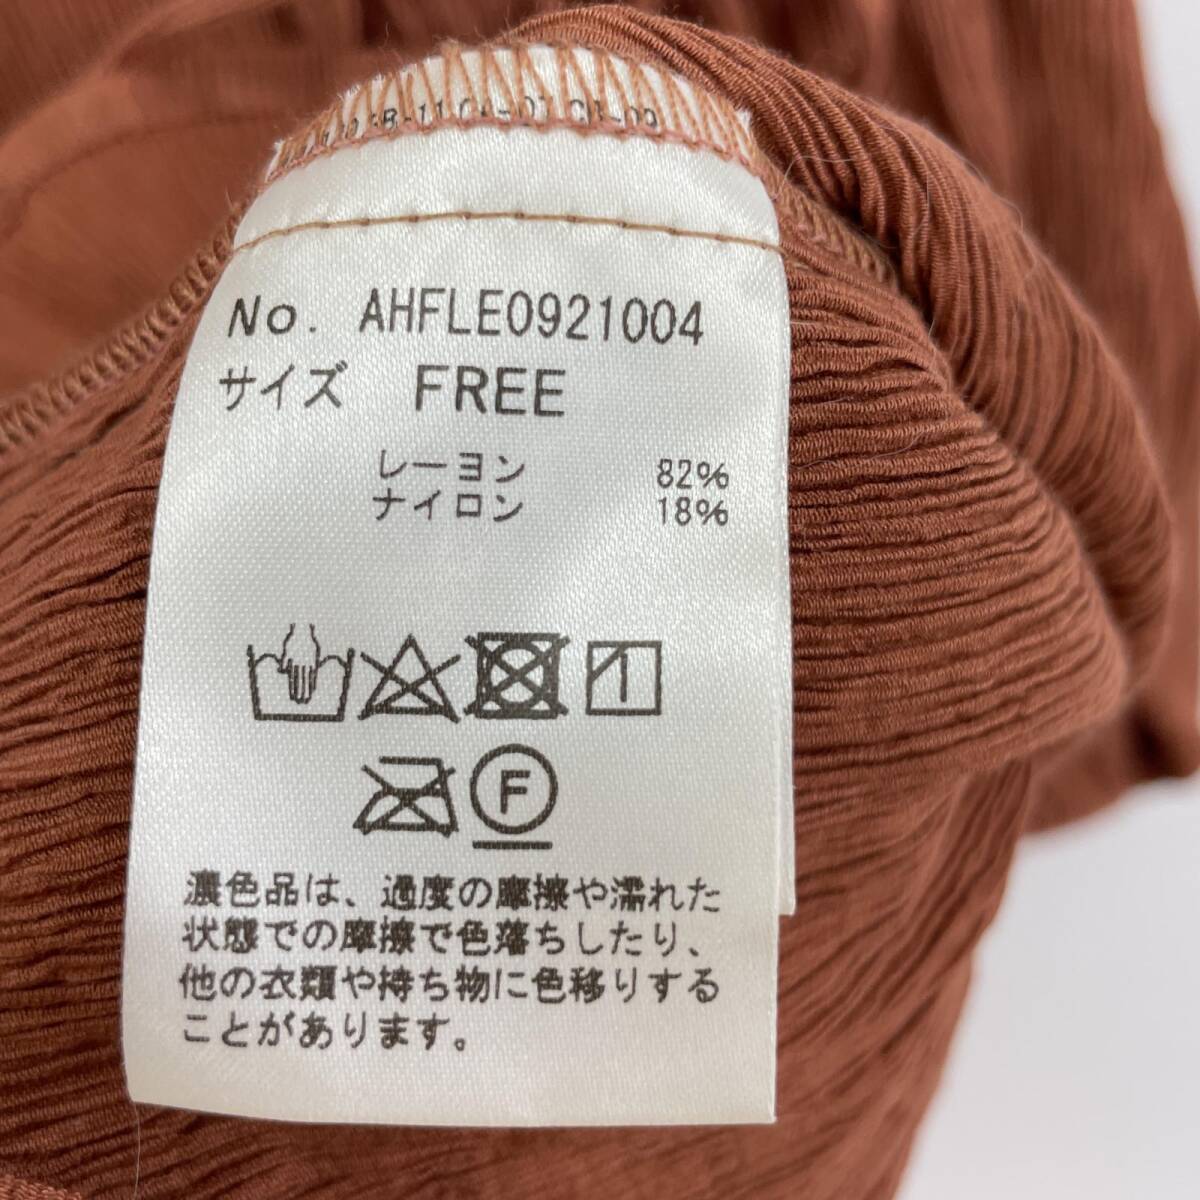 No. AHFLE0921004
サイズ FREE
レーヨン 82%
ナイロン 18%
F
濃色品は、過度の摩擦や濡れた
状態での摩擦で色落ちしたり、
他の衣類や持ち物に色移りする
ことがあります。